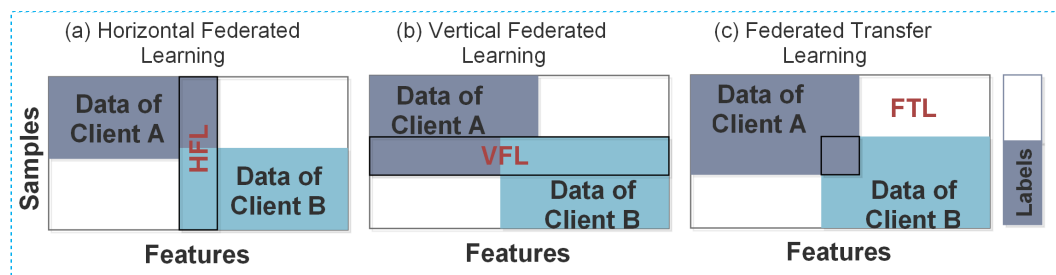 (a) Horizontal Federated
Learning
(b) Vertical Federated
Learning
(c) Federated Transfer
Learning
Samples
Data of
Client A
HFL
Data of
Client B
Features
Data of
Client A
VFL
Data of
Client B
Features
Data of
Client A
FTL
Data of
Client B
Features
Labels